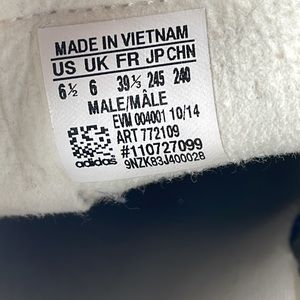 MADE IN VIETNAM
US UK FR JP CHN
6½ 6 39⅓ 245 240
MALE/MÂLE
EVM 004001 10/14
ART 772109
#110727099
adidas 9NZK83J400028